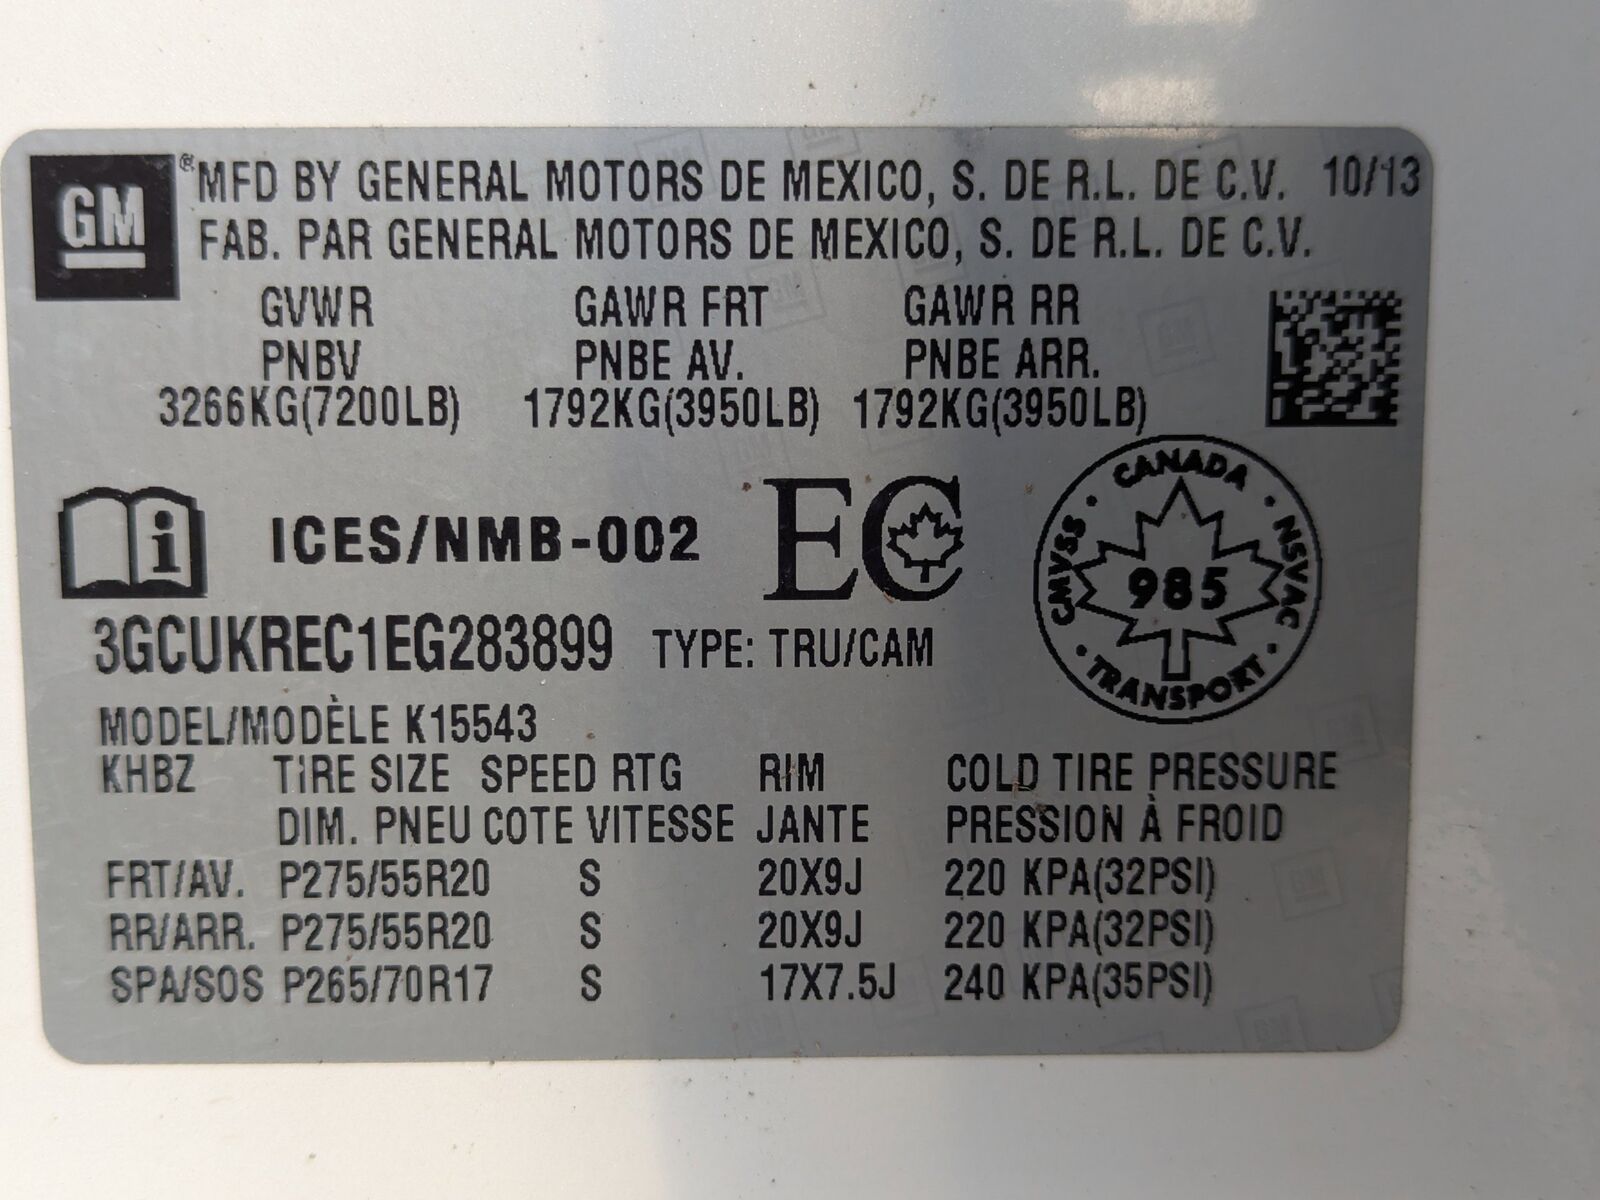 GM ® MFD BY GENERAL MOTORS DE MEXICO, S. DE R.L. DE C.V. 10/13
FAB. PAR GENERAL MOTORS DE MEXICO, S. DE R.L. DE C.V.
GVWR GAWR FRT GAWR RR
PNBV PNBE AV. PNBE ARR.
3266KG(7200LB) 1792KG(3950LB) 1792KG(3950LB)
i ICES/NMB-002 EC
CANADA
CMVSS 985 NSVAC
TRANSPORT
3GCUKREC1EG283899 TYPE: TRU/CAM
MODEL/MODÈLE K15543
KHBZ TIRE SIZE SPEED RTG RIM COLD TIRE PRESSURE
DIM. PNEU COTE VITESSE JANTE PRESSION À FROID
FRT/AV. P275/55R20 S 20X9J 220 KPA(32PSI)
RR/ARR. P275/55R20 S 20X9J 220 KPA(32PSI)
SPA/SOS P265/70R17 S 17X7.5J 240 KPA(35PSI)